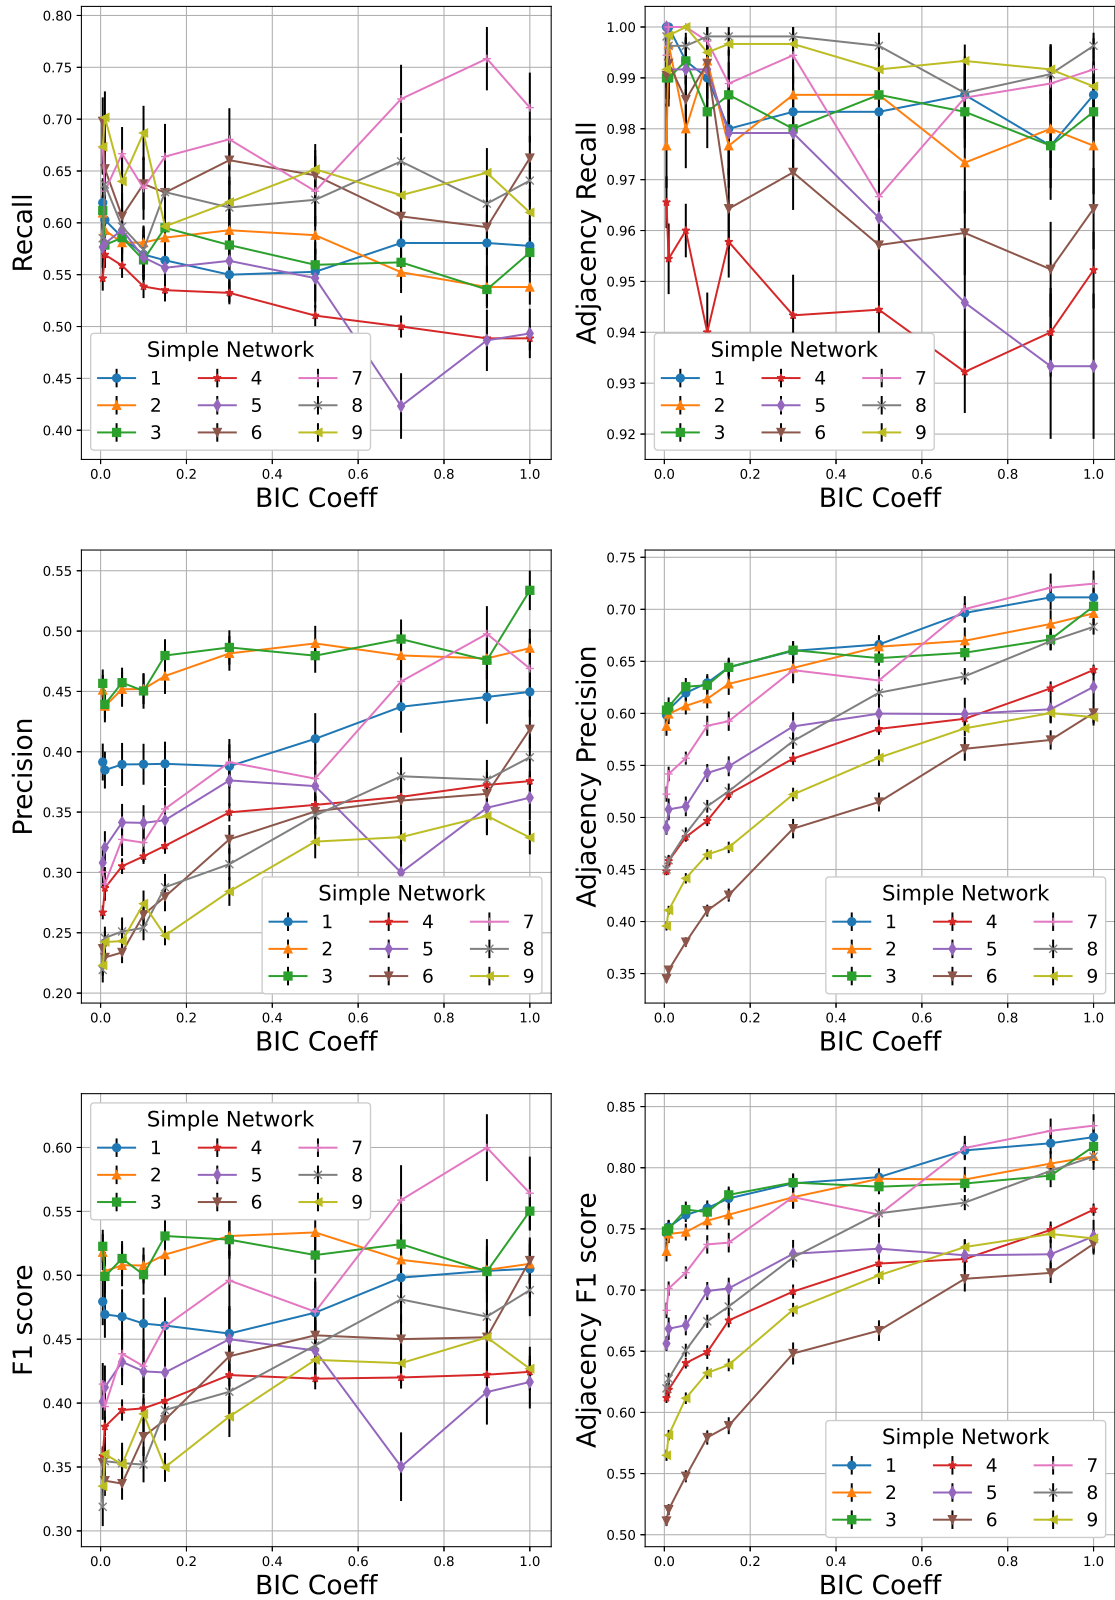 0.80
0.75
0.70
0.65
0.60
0.55
0.50
0.45
0.40
Recall
Simple Network
1 4 7
2 5 8
3 6 9
0.0 0.2 0.4 0.6 0.8 1.0
BIC Coeff
1.00
0.99
0.98
0.97
0.96
0.95
0.94
0.93
0.92
Adjacency Recall
Simple Network
1 4 7
2 5 8
3 6 9
0.0 0.2 0.4 0.6 0.8 1.0
BIC Coeff
0.55
0.50
0.45
0.40
0.35
0.30
0.25
0.20
Precision
Simple Network
1 4 7
2 5 8
3 6 9
0.0 0.2 0.4 0.6 0.8 1.0
BIC Coeff
0.75
0.70
0.65
0.60
0.55
0.50
0.45
0.40
0.35
Adjacency Precision
Simple Network
1 4 7
2 5 8
3 6 9
0.0 0.2 0.4 0.6 0.8 1.0
BIC Coeff
0.60
0.55
0.50
0.45
0.40
0.35
0.30
F1 score
Simple Network
1 4 7
2 5 8
3 6 9
0.0 0.2 0.4 0.6 0.8 1.0
BIC Coeff
0.85
0.80
0.75
0.70
0.65
0.60
0.55
0.50
Adjacency F1 score
Simple Network
1 4 7
2 5 8
3 6 9
0.0 0.2 0.4 0.6 0.8 1.0
BIC Coeff